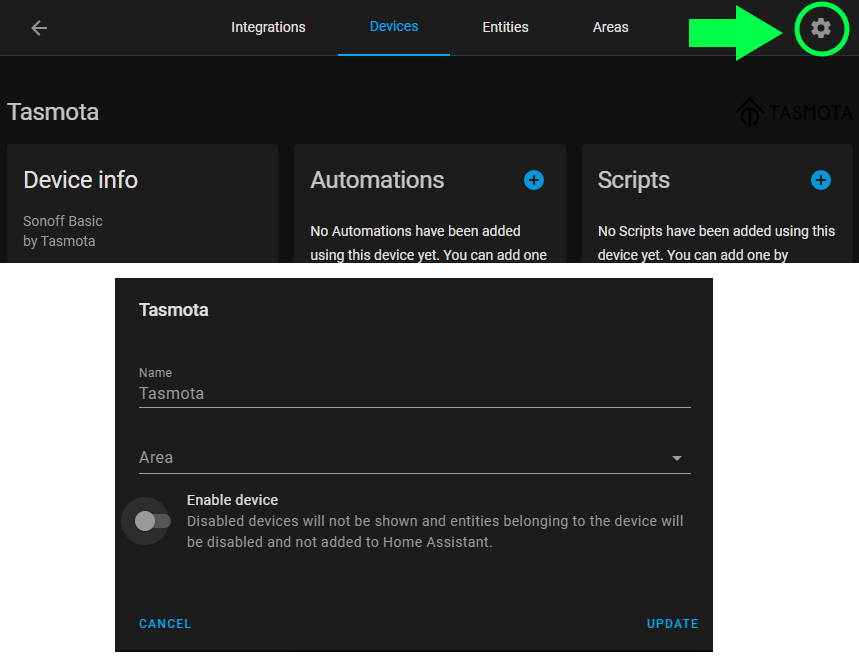 Integrations Devices Entities Areas
Tasmota
TASMOTA
Device info
Sonoff Basic
by Tasmota
Automations
No Automations have been added
using this device yet. You can add one
Scripts
No Scripts have been added using this
device yet. You can add one by
Tasmota
Name
Tasmota
Area
Enable device
Disabled devices will not be shown and entities belonging to the device will
be disabled and not added to Home Assistant.
CANCEL UPDATE